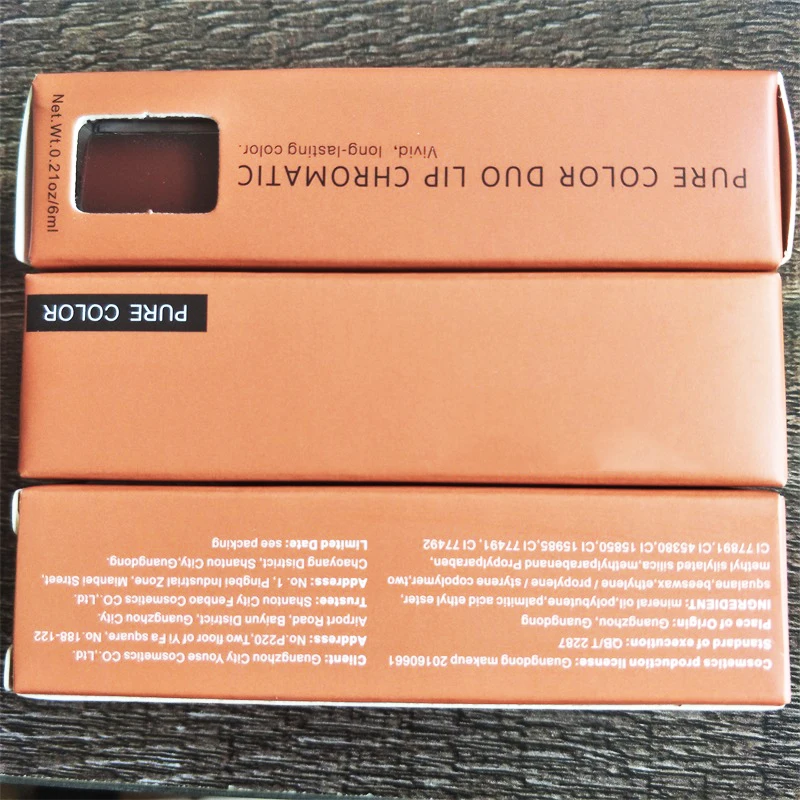 PURE COLOR DUO LIP CHROMATIC
Vivid, long-lasting color.
Net.Wt.0.21oz/6ml
PURE COLOR
Cosmetics production license: Guangdong makeup 20160661
Standard of execution: QB/T 2287
Place of Origin: Guangzhou, Guangdong
INGREDIENT: mineral oil,polybutene,palmitic acid ethyl ester,
squalane,beeswax,ethylene / propylene / styrene copolymer,two
methyl silylated silica,methylparabenand Propylparaben,
CI 77891,CI 45380,CI 15850,CI 15985,CI 77491, CI 77492
Client: Guangzhou City Youse Cosmetics CO.,Ltd.
Address: No.P220,Two floor of Yi Fa square, No. 188-122
Airport Road, Baiyun District, Guangzhou City.
Trustee: Shantou City Fenbao Cosmetics CO.,Ltd.
Address: No. 1, Pingbei Industrial Zone, Mianbei Street,
Chaoyang District, Shantou City,City,Guangdong.
Limited Date: see packing